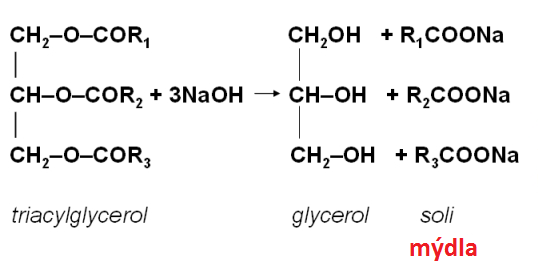 CH₂–O–COR₁ CH₂OH + R₁COONa
| |
CH–O–COR₂ + 3NaOH → CH–OH + R₂COONa
| |
CH₂–O–COR₃ CH₂–OH + R₃COONa
triacylglycerol glycerol soli
mýdla